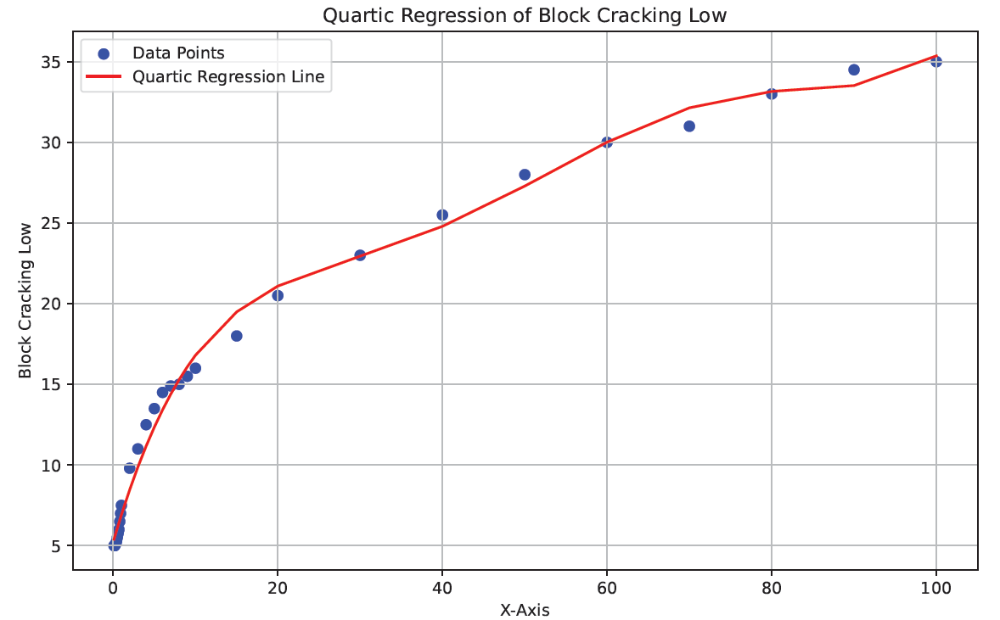 Quartic Regression of Block Cracking Low
Data Points
Quartic Regression Line
Block Cracking Low
35
30
25
20
15
10
5
0 20 40 60 80 100
X-Axis